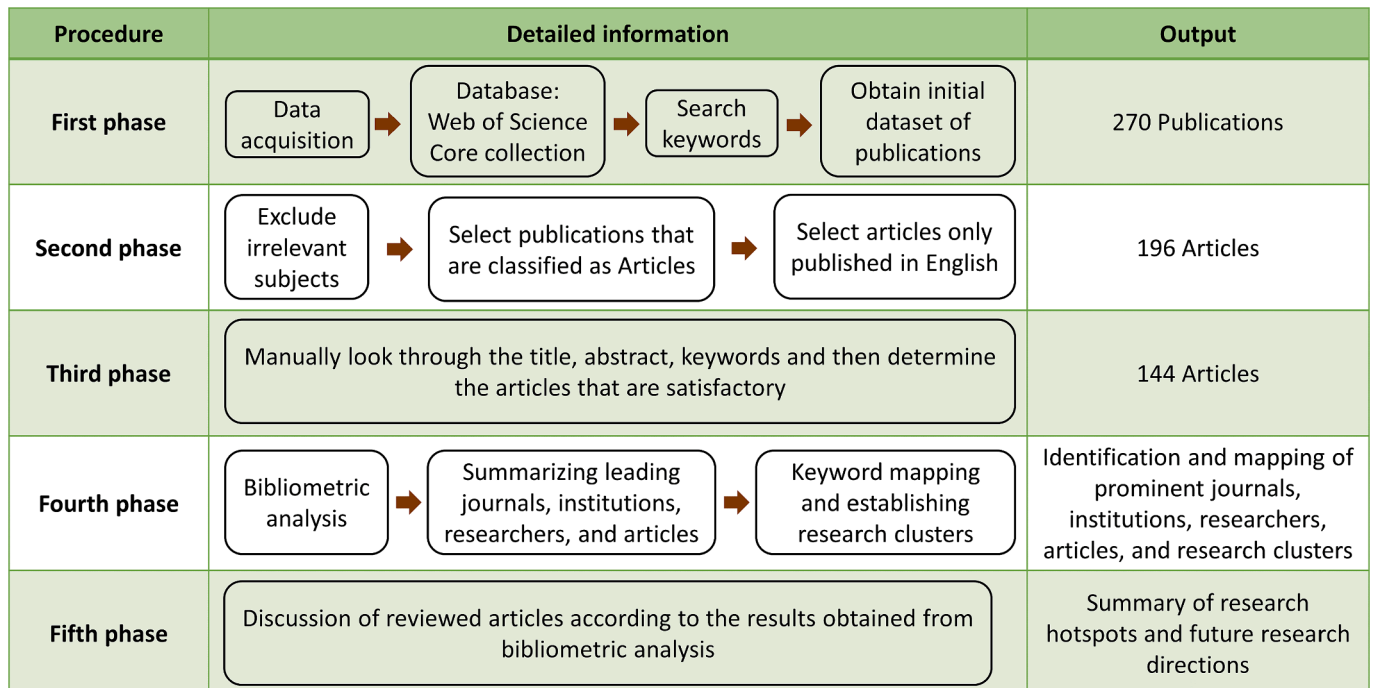 Procedure
Detailed information
Output
First phase
Data
acquisition
Database:
Web of Science
Core collection
Search
keywords
Obtain initial
dataset of
publications
270 Publications
Second phase
Exclude
irrelevant
subjects
Select publications that
are classified as Articles
Select articles only
published in English
196 Articles
Third phase
Manually look through the title, abstract, keywords and then determine
the articles that are satisfactory
144 Articles
Fourth phase
Bibliometric
analysis
Summarizing leading
journals, institutions,
researchers, and articles
Keyword mapping
and establishing
research clusters
Identification and mapping of
prominent journals,
institutions, researchers,
articles, and research clusters
Fifth phase
Discussion of reviewed articles according to the results obtained from
bibliometric analysis
Summary of research
hotspots and future research
directions